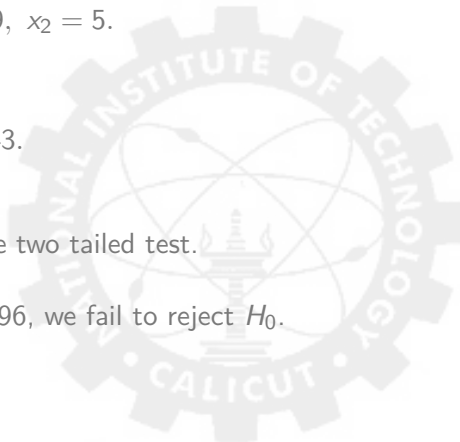 ), x₂ = 5.
3.
e two tailed test.
96, we fail to reject H₀.
NATIONAL INSTITUTE OF TECHNOLOGY
• CALICUT •